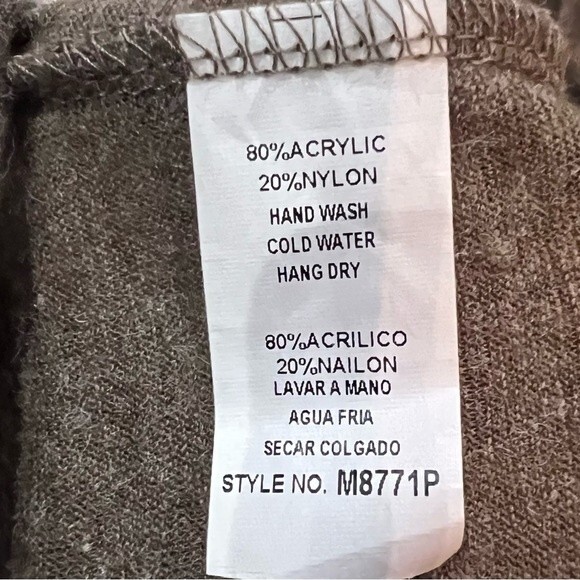 80%ACRYLIC
20%NYLON
HAND WASH
COLD WATER
HANG DRY
80%ACRILICO
20%NAILON
LAVAR A MANO
AGUA FRIA
SECAR COLGADO
STYLE NO. M8771P